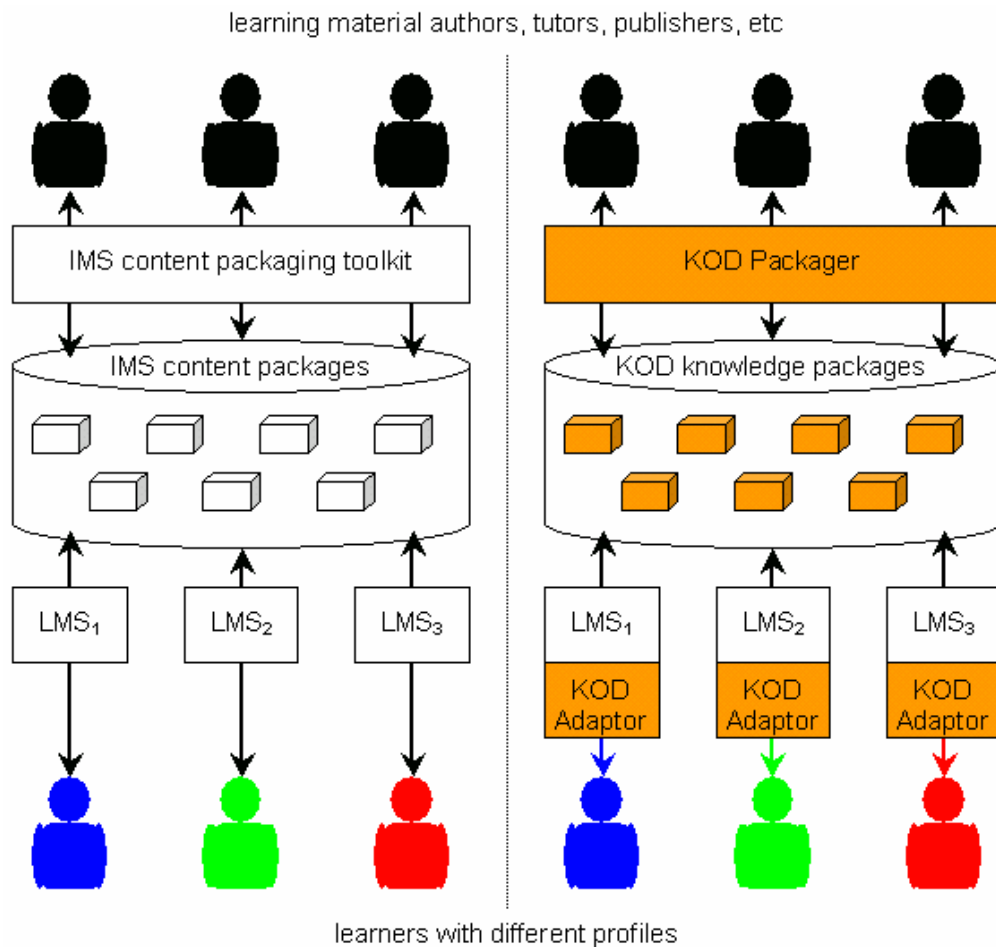 learning material authors, tutors, publishers, etc
IMS content packaging toolkit
KOD Packager
IMS content packages
KOD knowledge packages
LMS₁
LMS₂
LMS₃
LMS₁
LMS₂
LMS₃
KOD
Adaptor
KOD
Adaptor
KOD
Adaptor
learners with different profiles